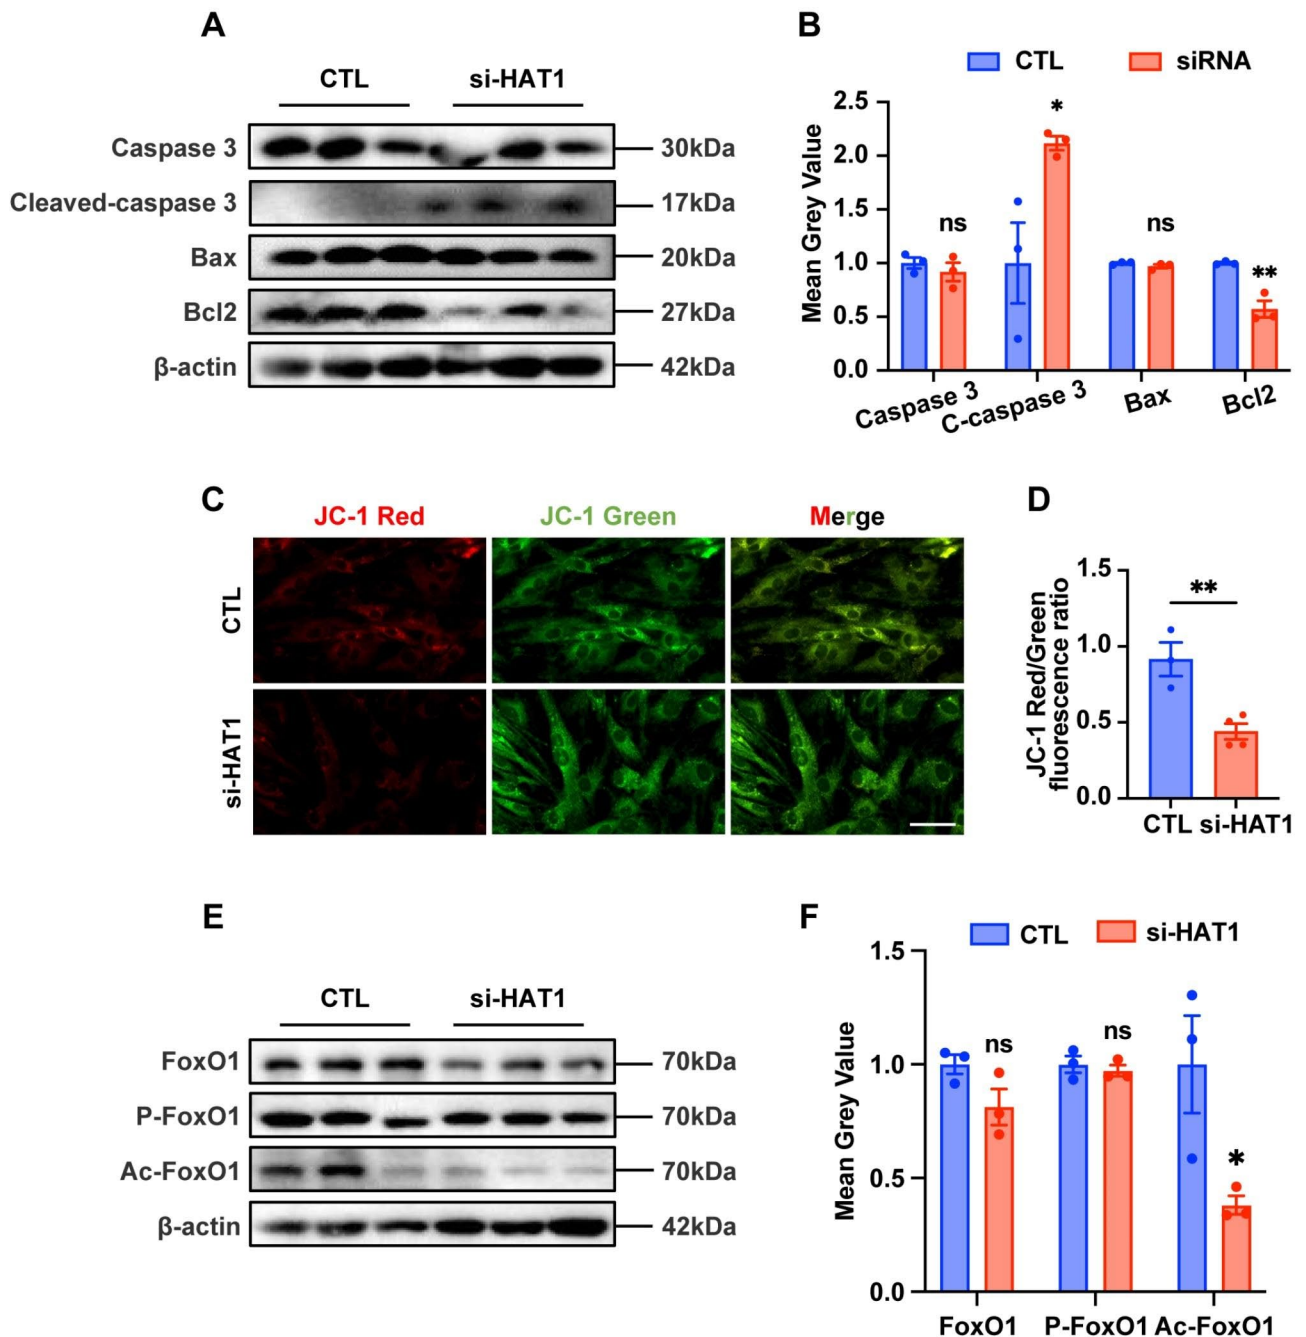 A
CTL si-HAT1
Caspase 3 30kDa
Cleaved-caspase 3 17kDa
Bax 20kDa
Bcl2 27kDa
β-actin 42kDa
B
CTL siRNA
Mean Grey Value
2.5
2.0
1.5
1.0
0.5
0.0
ns * ns **
Caspase 3 C-caspase 3 Bax Bcl2
C
JC-1 Red JC-1 Green Merge
CTL
si-HAT1
D
JC-1 Red/Green
fluorescence ratio
1.5
1.0
0.5
0.0
**
CTL si-HAT1
E
CTL si-HAT1
FoxO1 70kDa
P-FoxO1 70kDa
Ac-FoxO1 70kDa
β-actin 42kDa
F
CTL si-HAT1
Mean Grey Value
1.5
1.0
0.5
0.0
ns ns *
FoxO1 P-FoxO1 Ac-FoxO1